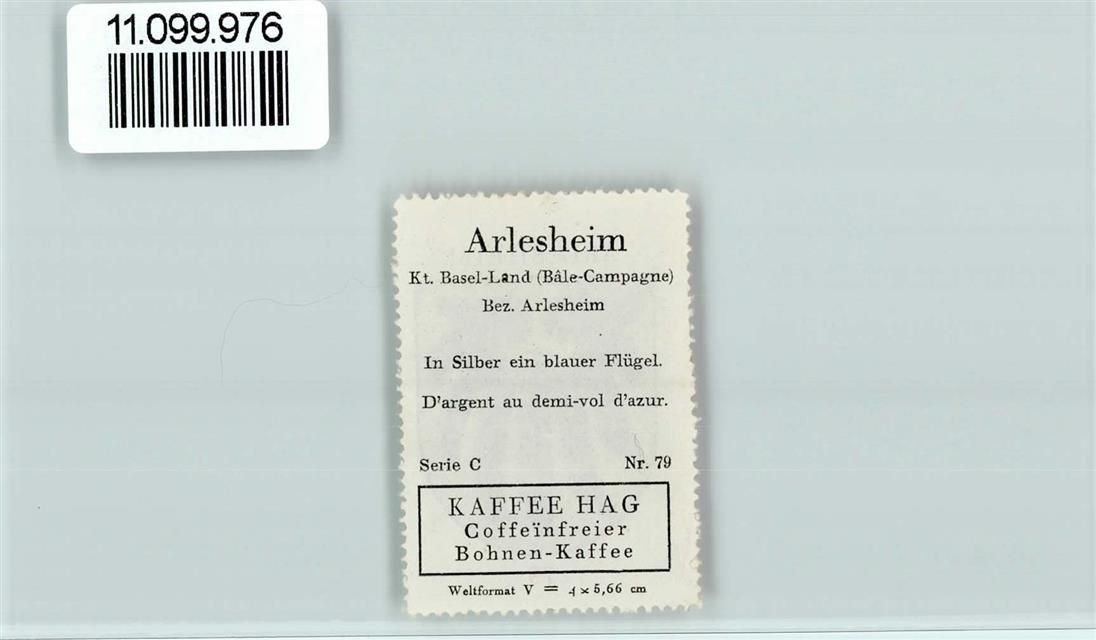 11.099.976
Arlesheim
Kt. Basel-Land (Bâle-Campagne)
Bez. Arlesheim
In Silber ein blauer Flügel.
D'argent au demi-vol d'azur.
Serie C Nr. 79
KAFFEE HAG
Coffeïnfreier
Bohnen-Kaffee
Weltformat V = 4 × 5,66 cm